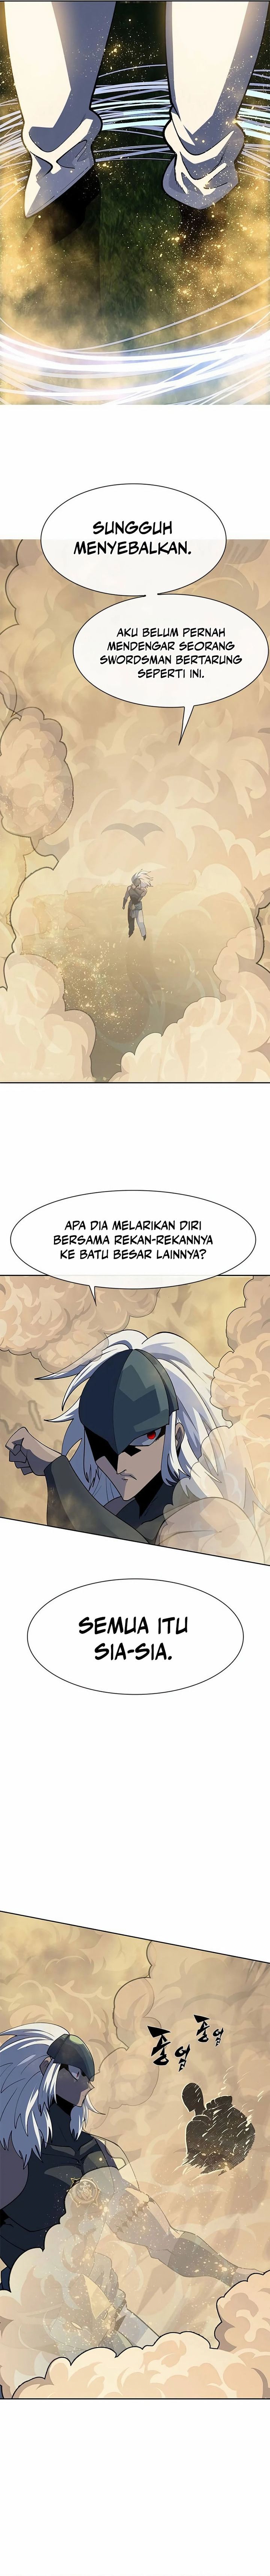 SUNGGUH
MENYEBALKAN.
AKU BELUM PERNAH
MENDENGAR SEORANG
SWORDSMAN BERTARUNG
SEPERTI INI.
APA DIA MELARIKAN DIRI
BERSAMA REKAN-REKANNYA
KE BATU BESAR LAINNYA?
SEMUA ITU
SIA-SIA.